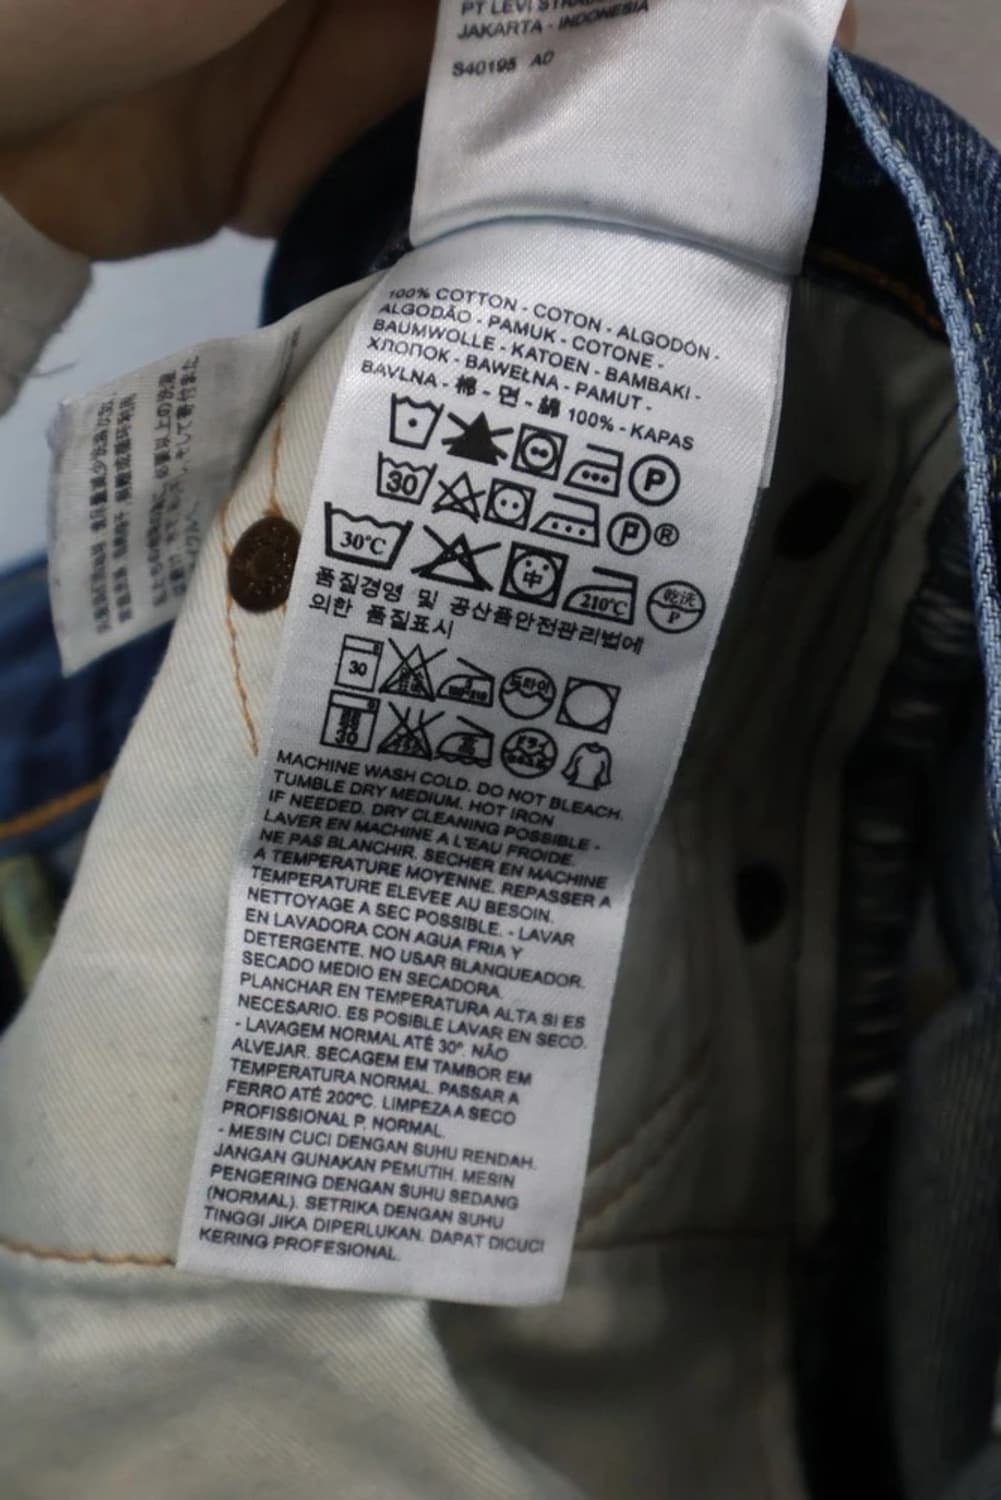 PT LEVI STRAUSS
JAKARTA - INDONESIA
S40195 AD
100% COTTON - COTON - ALGODÓN -
ALGODÃO - PAMUK - COTONE -
BAUMWOLLE - KATOEN - BAMBAKI -
ХЛОПОК - BAWEŁNA - PAMUT -
BAVLNA - 棉 - 면 - 綿 100% - KAPAS
P
30 P ®
30°C 中 210°C 乾洗 P
품질경영 및 공산품안전관리법에
의한 품질표시
30 드라이
30 ドライ
MACHINE WASH COLD. DO NOT BLEACH.
TUMBLE DRY MEDIUM. HOT IRON
IF NEEDED. DRY CLEANING POSSIBLE -
LAVER EN MACHINE A L'EAU FROIDE.
NE PAS BLANCHIR. SECHER EN MACHINE
A TEMPERATURE MOYENNE. REPASSER A
TEMPERATURE ELEVEE AU BESOIN.
NETTOYAGE A SEC POSSIBLE. - LAVAR
EN LAVADORA CON AGUA FRIA Y
DETERGENTE. NO USAR BLANQUEADOR.
SECADO MEDIO EN SECADORA.
PLANCHAR EN TEMPERATURA ALTA SI ES
NECESARIO. ES POSIBLE LAVAR EN SECO.
- LAVAGEM NORMAL ATÉ 30°. NÃO
ALVEJAR. SECAGEM EM TAMBOR EM
TEMPERATURA NORMAL. PASSAR A
FERRO ATÉ 200°C. LIMPEZA A SECO
PROFISSIONAL P, NORMAL.
- MESIN CUCI DENGAN SUHU RENDAH.
JANGAN GUNAKAN PEMUTIH. MESIN
PENGERING DENGAN SUHU SEDANG
(NORMAL). SETRIKA DENGAN SUHU
TINGGI JIKA DIPERLUKAN. DAPAT DICUCI
KERING PROFESIONAL.